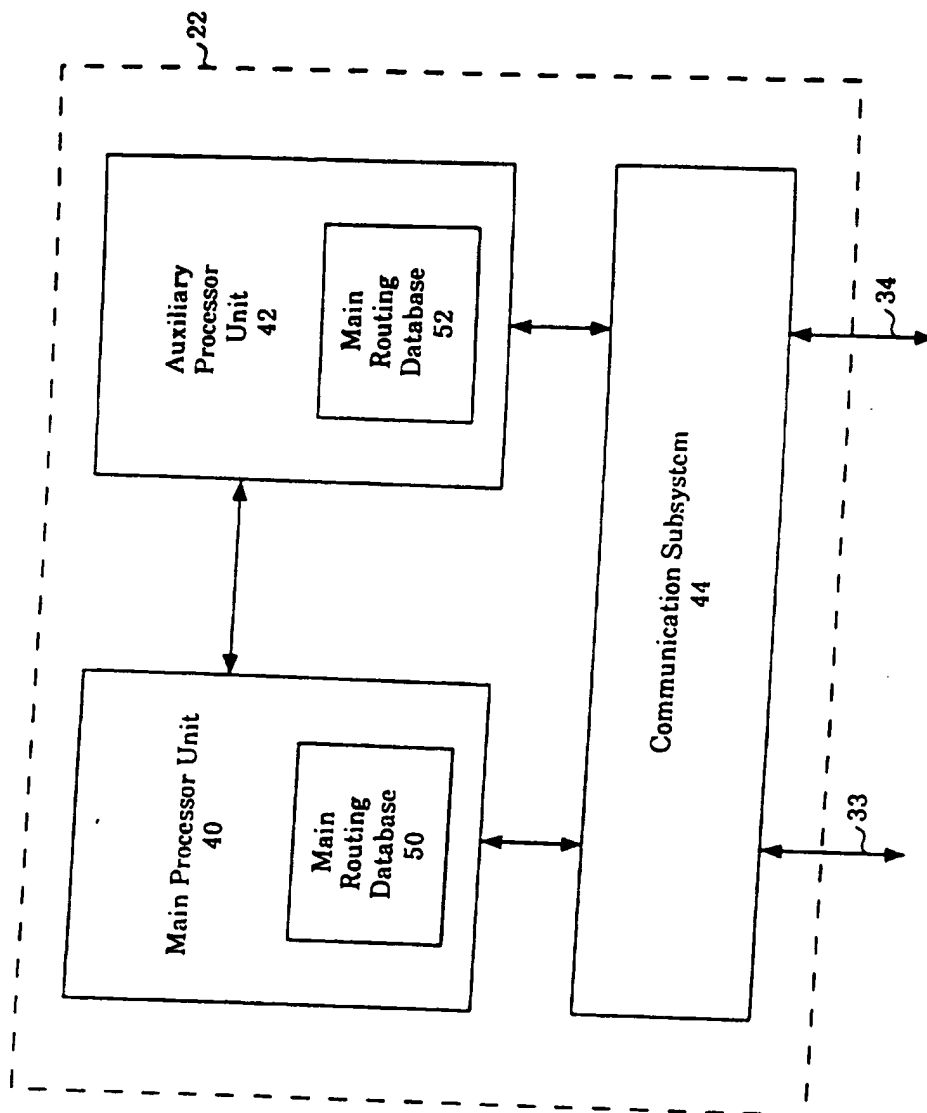 22
Main Processor Unit
40
Main
Routing
Database
50
Auxiliary
Processor
Unit
42
Main
Routing
Database
52
Communication Subsystem
44
33
34